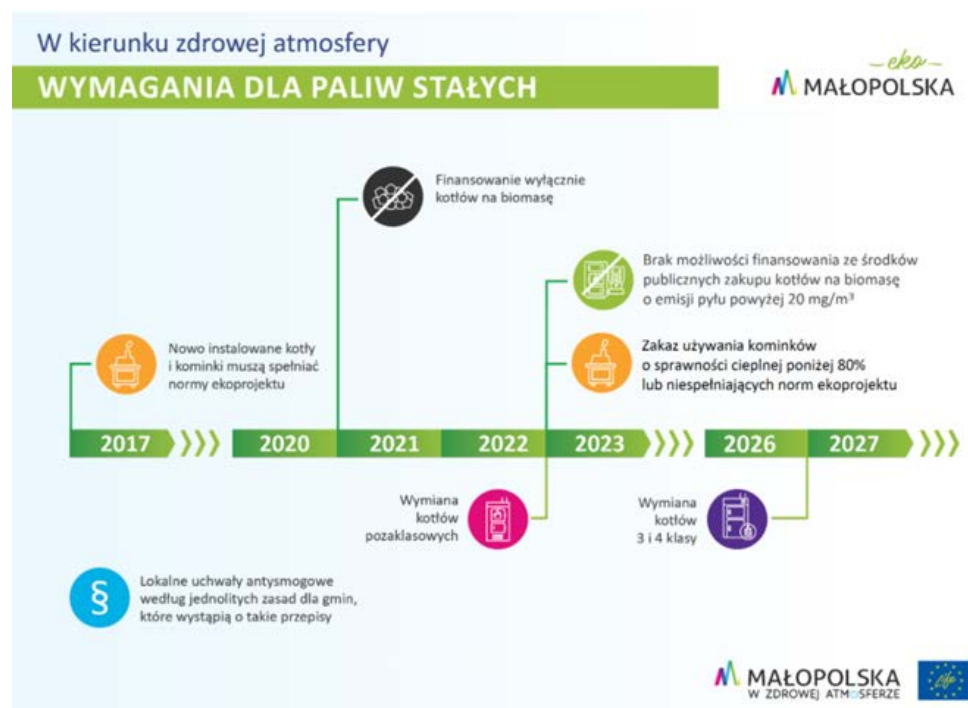 W kierunku zdrowej atmosfery
WYMAGANIA DLA PALIW STAŁYCH
eko
MAŁOPOLSKA
Finansowanie wyłącznie
kotłów na biomasę
Brak możliwości finansowania ze środków
publicznych zakupu kotłów na biomasę
o emisji pyłu powyżej 20 mg/m³
Nowo instalowane kotły
i kominki muszą spełniać
normy ekoprojektu
Zakaz używania kominków
o sprawności cieplnej poniżej 80%
lub niespełniających norm ekoprojektu
2017 2020 2021 2022 2023 2026 2027
Wymiana
kotłów
pozaklasowych
Wymiana
kotłów
3 i 4 klasy
§
Lokalne uchwały antysmogowe
według jednolitych zasad dla gmin,
które wystąpią o takie przepisy
MAŁOPOLSKA
W ZDROWEJ ATMOSFERZE
Life